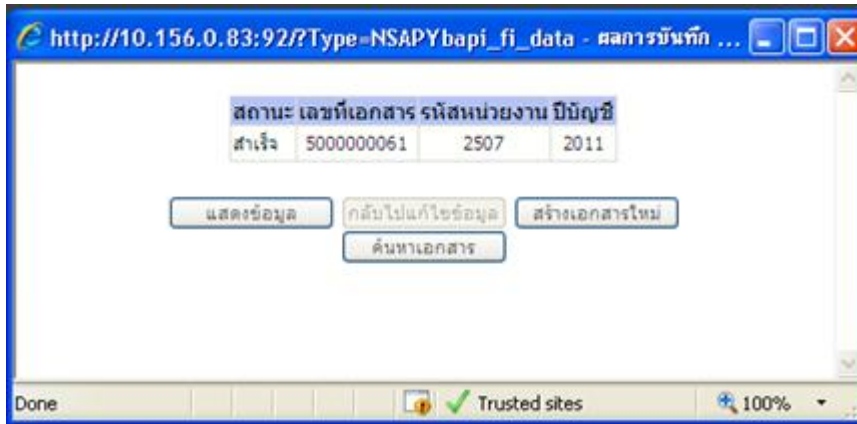 http://10.156.0.83:92/?Type=NSAPYbapi_fi_data - ผลการบันทึก ...
สถานะ เลขที่เอกสาร รหัสหน่วยงาน ปีบัญชี
สำเร็จ 5000000061 2507 2011
แสดงข้อมูล กลับไปแก้ไขข้อมูล สร้างเอกสารใหม่
ค้นหาเอกสาร
Done Trusted sites 100%